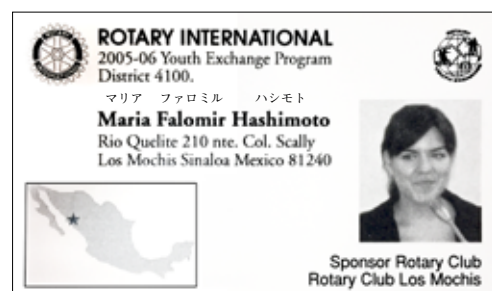 ROTARY INTERNATIONAL
2005-06 Youth Exchange Program
District 4100.
マリア ファロミル ハシモト
Maria Falomir Hashimoto
Rio Quelite 210 nte. Col. Scally
Los Mochis Sinaloa Mexico 81240
Sponsor Rotary Club
Rotary Club Los Mochis